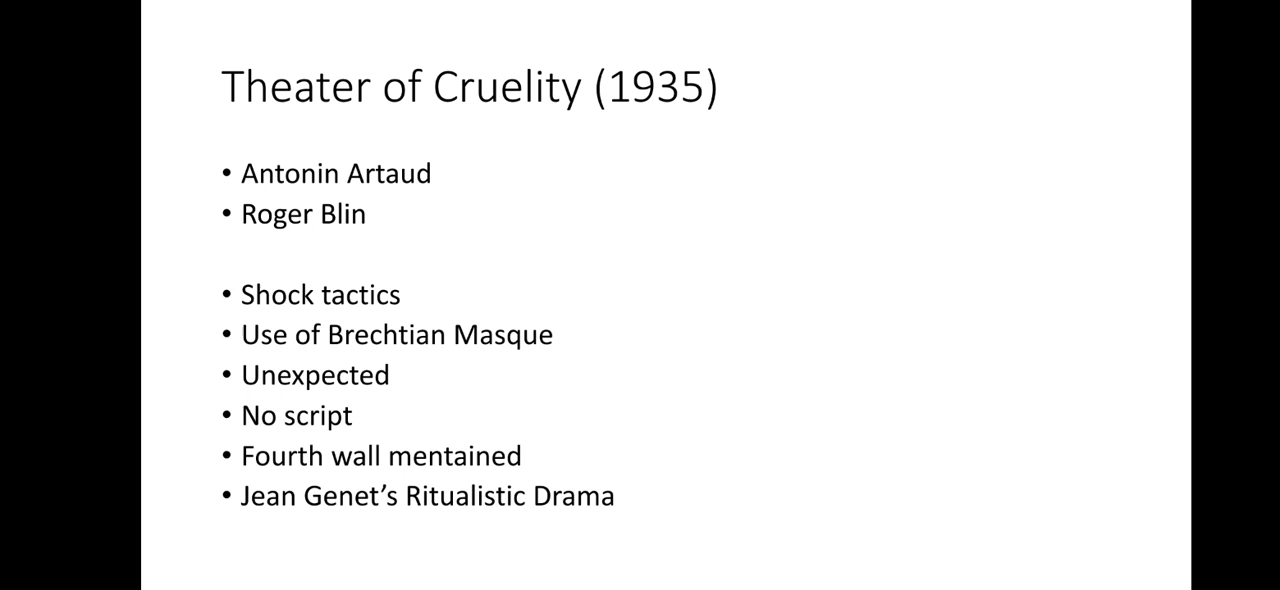 Theater of Cruelity (1935)
• Antonin Artaud
• Roger Blin
• Shock tactics
• Use of Brechtian Masque
• Unexpected
• No script
• Fourth wall mentained
• Jean Genet’s Ritualistic Drama